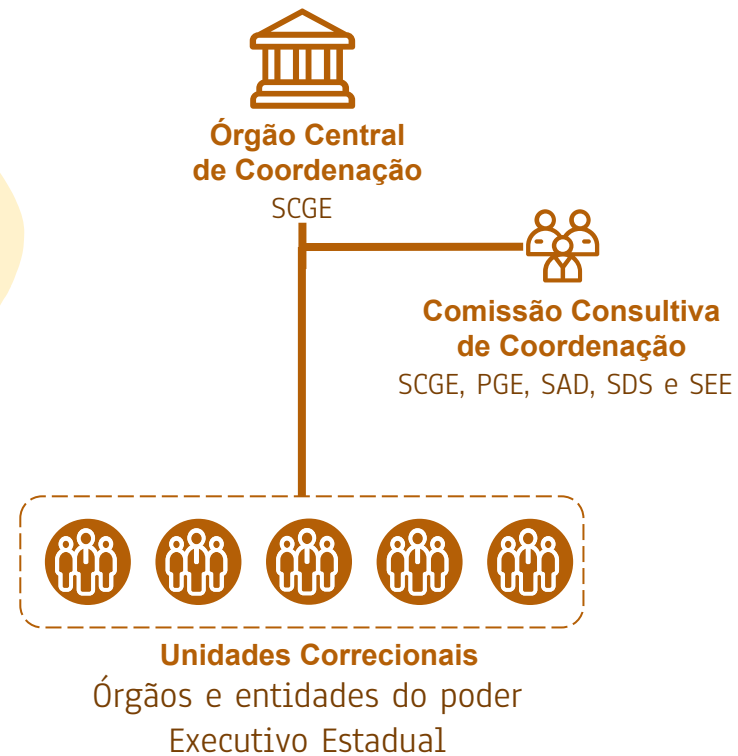 Órgão Central
de Coordenação
SCGE
Comissão Consultiva
de Coordenação
SCGE, PGE, SAD, SDS e SEE
Unidades Correcionais
Órgãos e entidades do poder
Executivo Estadual